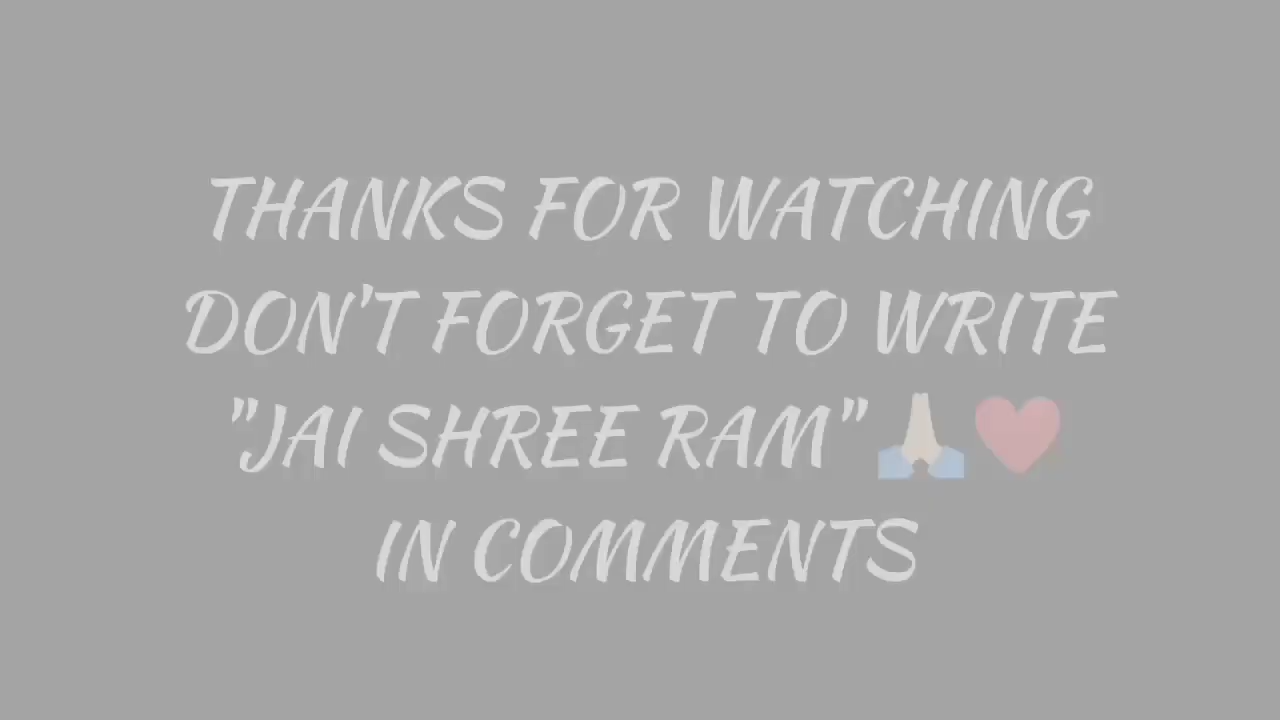 THANKS FOR WATCHING
DON'T FORGET TO WRITE
"JAI SHREE RAM" 🙏🏻❤️
IN COMMENTS